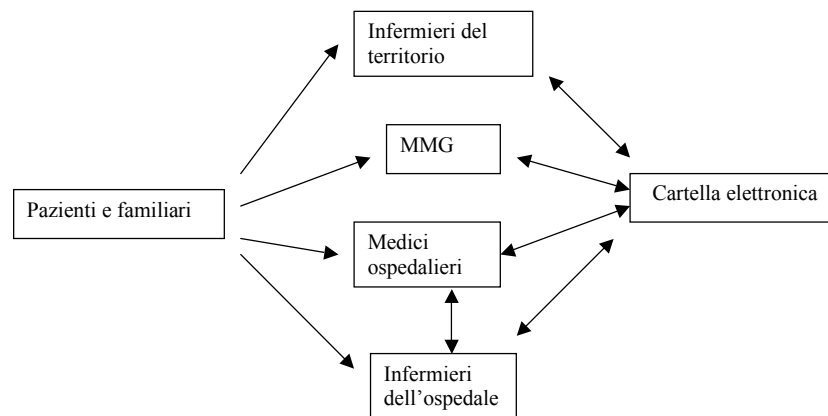 Infermieri del
territorio
MMG
Pazienti e familiari
Cartella elettronica
Medici
ospedalieri
Infermieri
dell’ospedale